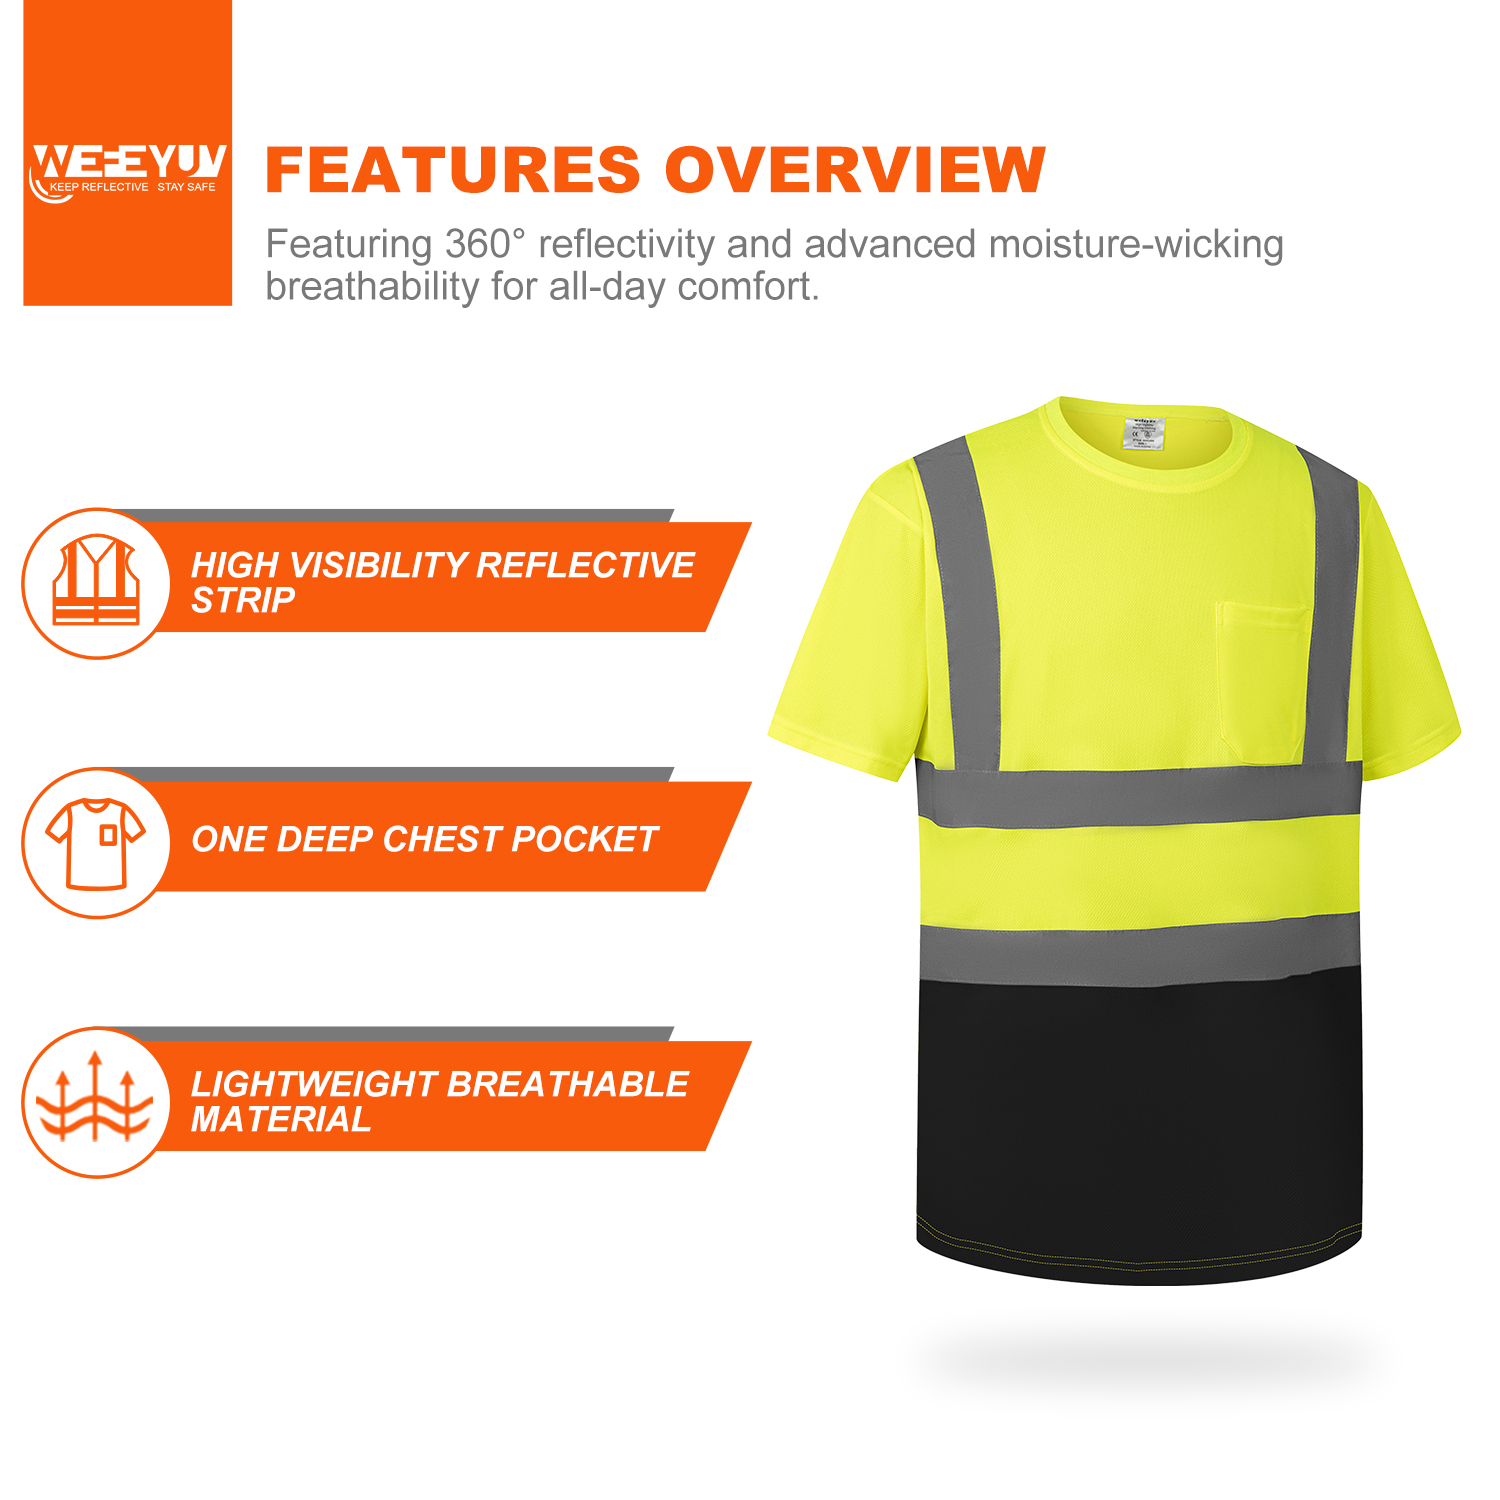 WEFEYUV
KEEP REFLECTIVE STAY SAFE
FEATURES OVERVIEW
Featuring 360° reflectivity and advanced moisture-wicking
breathability for all-day comfort.
HIGH VISIBILITY REFLECTIVE
STRIP
ONE DEEP CHEST POCKET
LIGHTWEIGHT BREATHABLE
MATERIAL